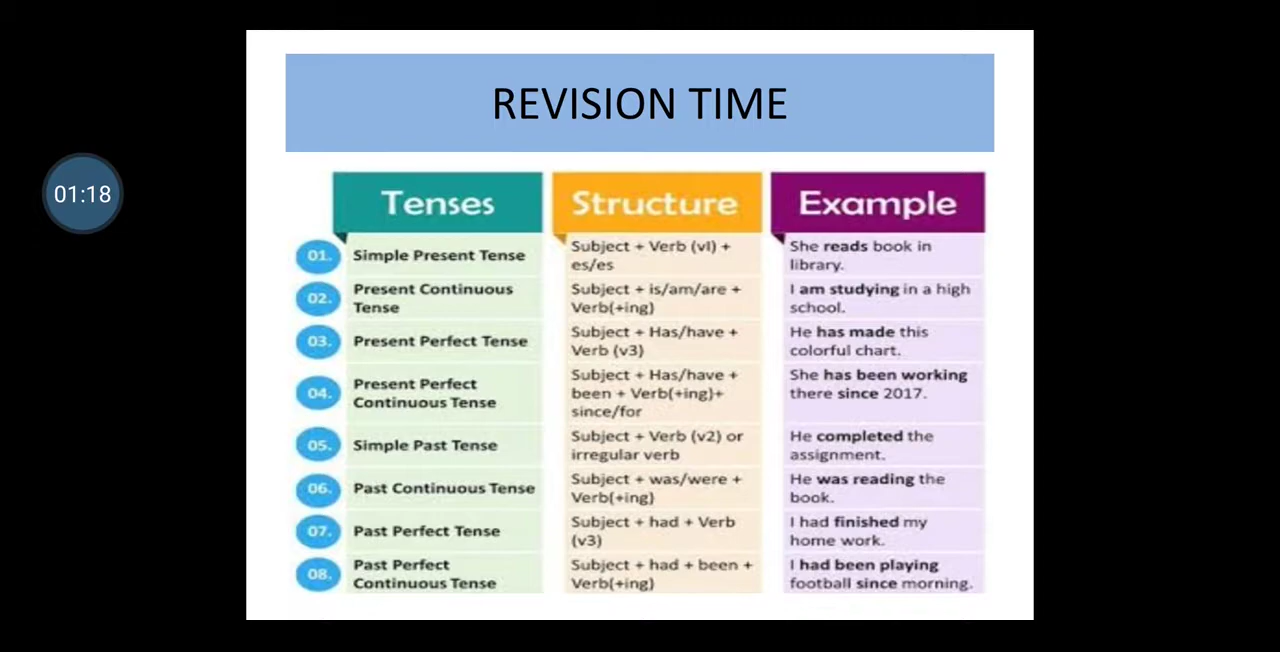 REVISION TIME
01:18
Tenses Structure Example
01. Simple Present Tense
Subject + Verb (vl) +
es/es
She reads book in
library.
02. Present Continuous
Tense
Subject + is/am/are +
Verb(+ing)
I am studying in a high
school.
03. Present Perfect Tense
Subject + Has/have +
Verb (v3)
He has made this
colorful chart.
04. Present Perfect
Continuous Tense
Subject + Has/have +
been + Verb(+ing)+
since/for
She has been working
there since 2017.
05. Simple Past Tense
Subject + Verb (v2) or
irregular verb
He completed the
assignment.
06. Past Continuous Tense
Subject + was/were +
Verb(+ing)
He was reading the
book.
07. Past Perfect Tense
Subject + had + Verb
(v3)
I had finished my
home work.
08. Past Perfect
Continuous Tense
Subject + had + been +
Verb(+ing)
I had been playing
football since morning.